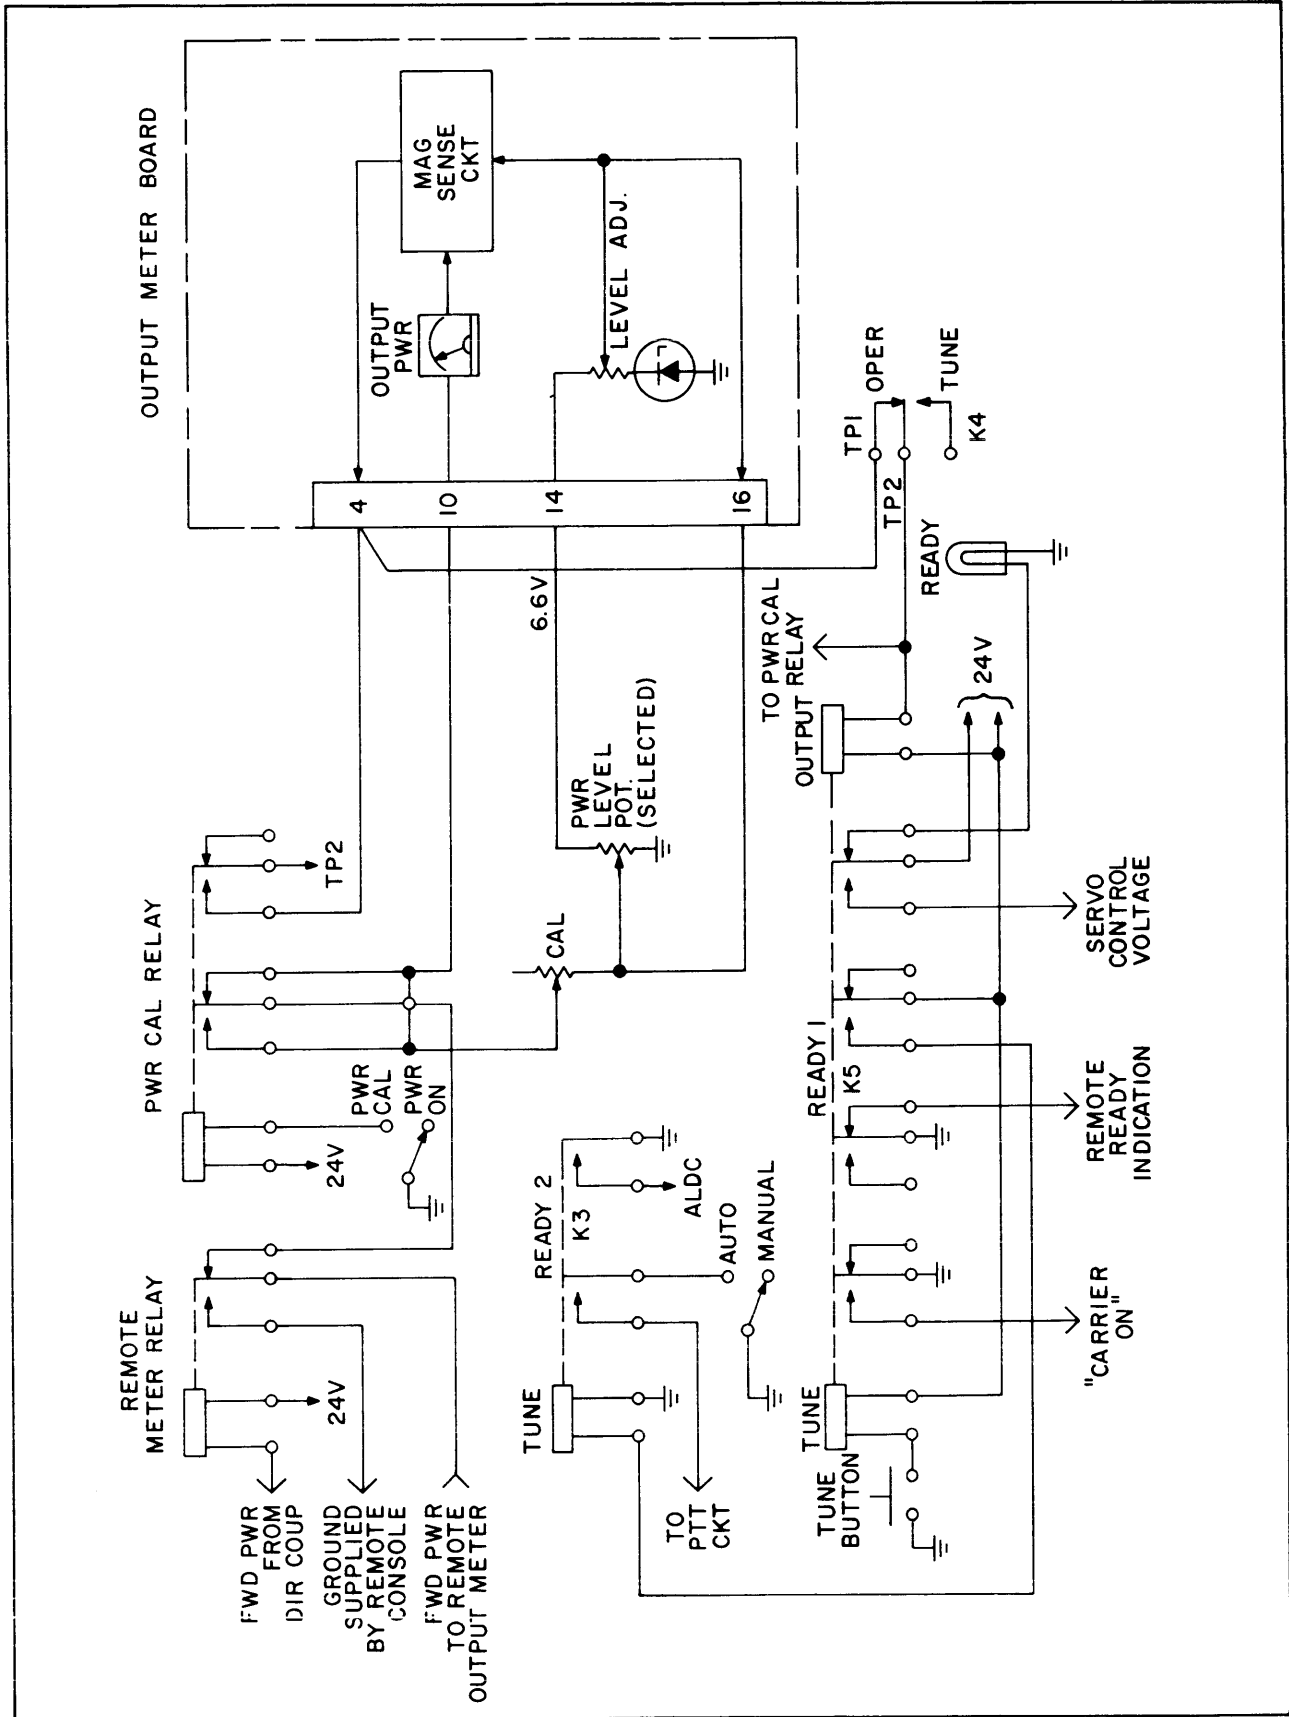 OUTPUT METER BOARD
MAG
SENSE
CKT
OUTPUT
PWR
LEVEL ADJ.
4
10
14
16
6.6V
TP1
OPER
TP2
TUNE
K4
READY
TO PWR CAL
RELAY
OUTPUT
24V
PWR CAL RELAY
TP2
PWR
CAL
PWR
ON
24V
CAL
PWR
LEVEL
POT.
(SELECTED)
REMOTE
METER RELAY
24V
FWD PWR
FROM
DIR COUP
GROUND
SUPPLIED
BY REMOTE
CONSOLE
FWD PWR
TO REMOTE
OUTPUT METER
READY 2
K3
ALDC
AUTO
MANUAL
TUNE
TO
PTT
CKT
READY 1
K5
TUNE
TUNE
BUTTON
"CARRIER
ON"
REMOTE
READY
INDICATION
SERVO
CONTROL
VOLTAGE